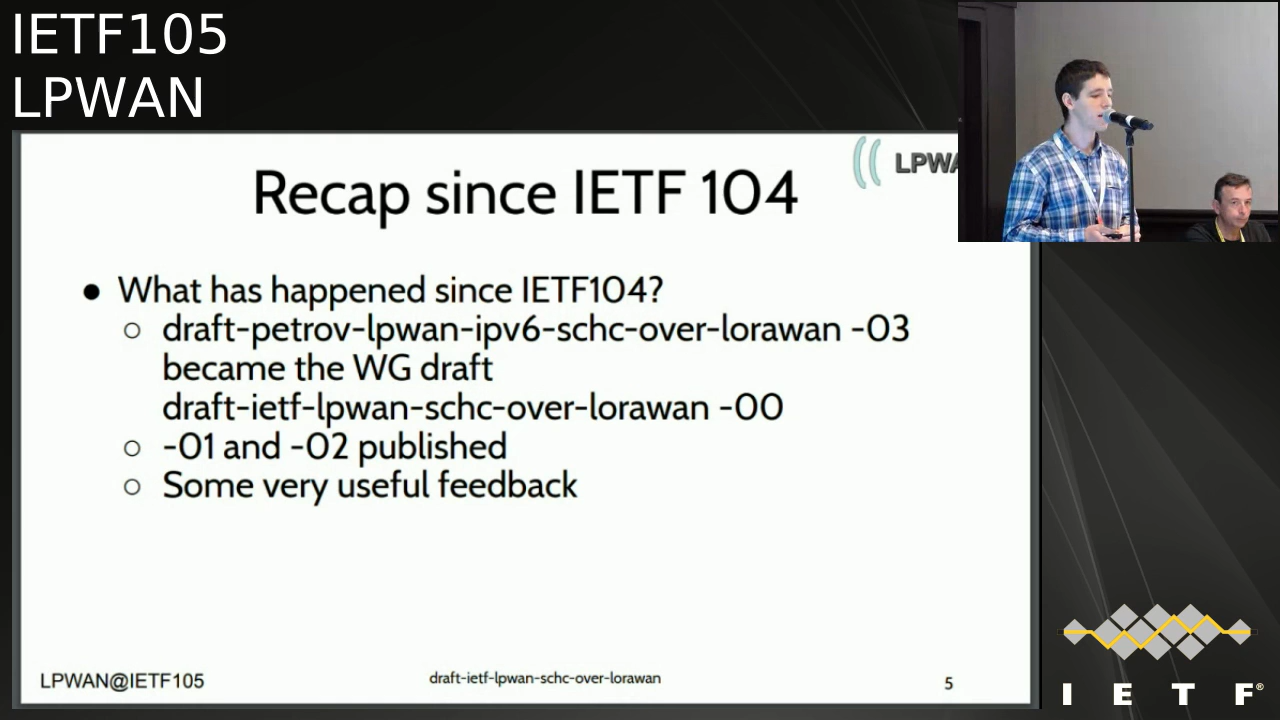 IETF105
LPWAN
LPWA
Recap since IETF 104
● What has happened since IETF104?
○ draft-petrov-lpwan-ipv6-schc-over-lorawan -03
became the WG draft
draft-ietf-lpwan-schc-over-lorawan -00
○ -01 and -02 published
○ Some very useful feedback
LPWAN@IETF105
draft-ietf-lpwan-schc-over-lorawan
5
I E T F®